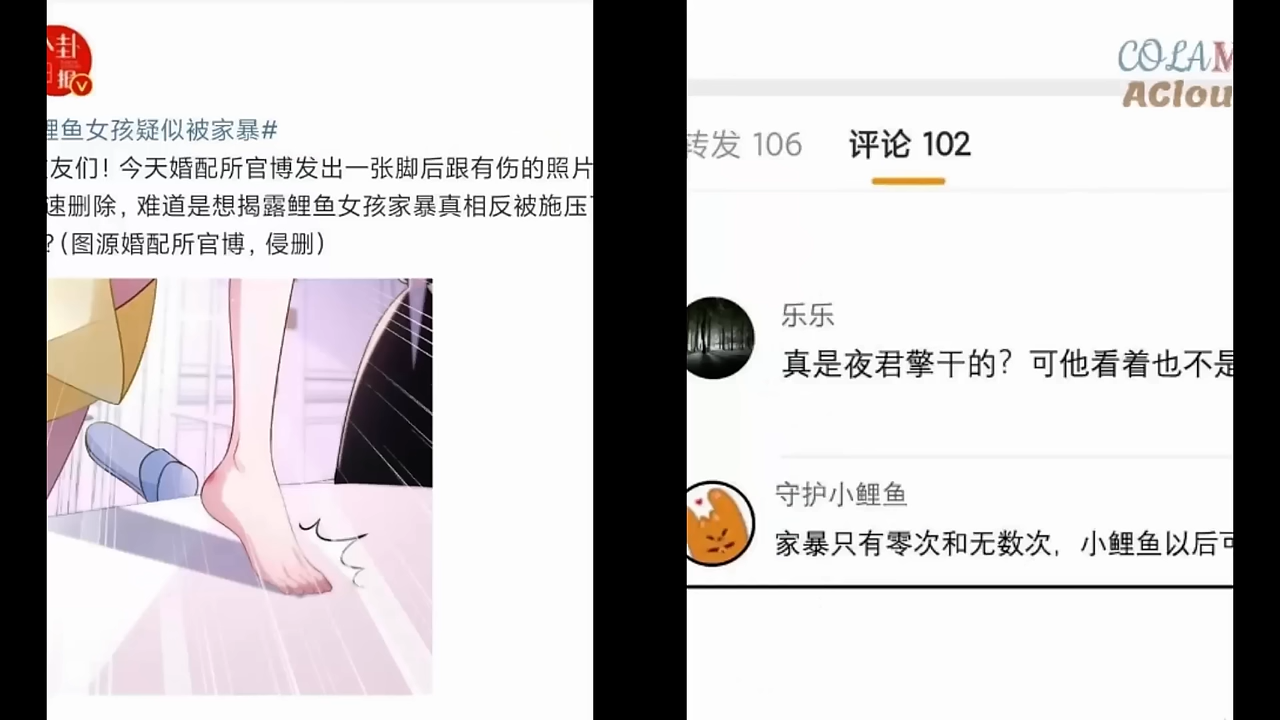 八卦
日报
鲤鱼女孩疑似被家暴#
友们！今天婚配所官博发出一张脚后跟有伤的照片
速删除，难道是想揭露鲤鱼女孩家暴真相反被施压
？（图源婚配所官博，侵删）
COLAM
AClou
转发 106
评论 102
乐乐
真是夜君擎干的？可他看着也不是
守护小鲤鱼
家暴只有零次和无数次，小鲤鱼以后可